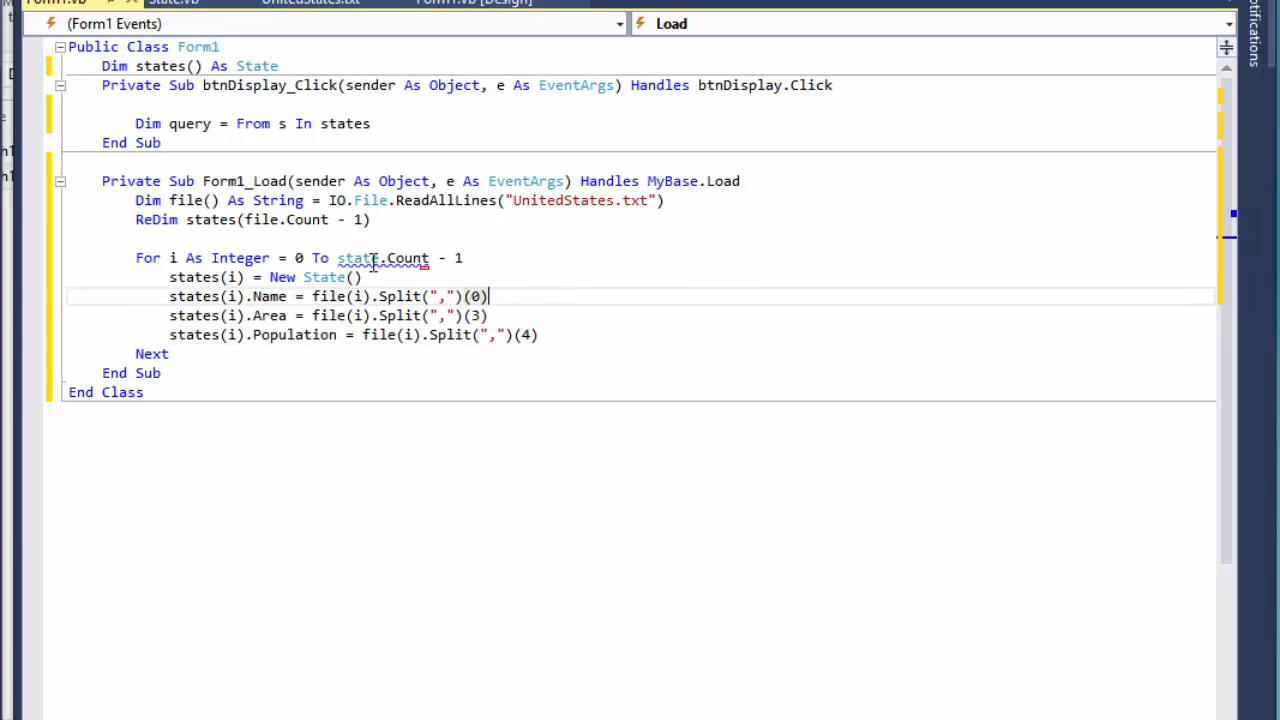 Form1.vb State.vb UnitedStates.txt Form1.vb [Design]
(Form1 Events) Load
Public Class Form1
Dim states() As State
Private Sub btnDisplay_Click(sender As Object, e As EventArgs) Handles btnDisplay.Click
Dim query = From s In states
End Sub
Private Sub Form1_Load(sender As Object, e As EventArgs) Handles MyBase.Load
Dim file() As String = IO.File.ReadAllLines("UnitedStates.txt")
ReDim states(file.Count - 1)
For i As Integer = 0 To state.Count - 1
states(i) = New State()
states(i).Name = file(i).Split(",")(0)
states(i).Area = file(i).Split(",")(3)
states(i).Population = file(i).Split(",")(4)
Next
End Sub
End Class